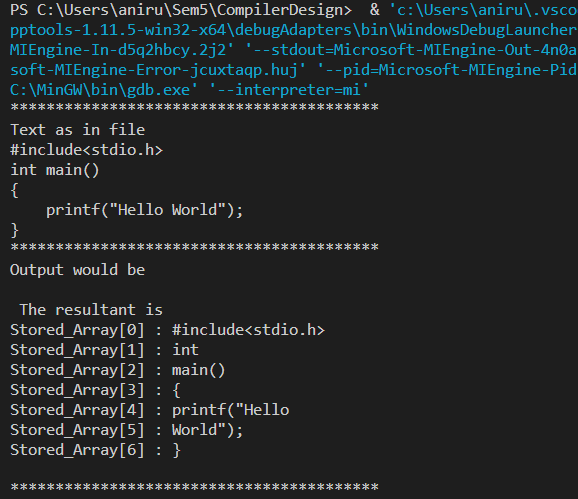 PS C:\Users\aniru\Sem5\CompilerDesign>  & 'c:\Users\aniru\.vsco
pptools-1.11.5-win32-x64\debugAdapters\bin\WindowsDebugLauncher
MIEngine-In-d5q2hbcy.2j2' '--stdout=Microsoft-MIEngine-Out-4n0a
soft-MIEngine-Error-jcuxtaqp.huj' '--pid=Microsoft-MIEngine-Pid
C:\MinGW\bin\gdb.exe' '--interpreter=mi'
*****************************************
Text as in file
#include<stdio.h>
int main()
{
    printf("Hello World");
}
*****************************************
Output would be
 The resultant is
Stored_Array[0] : #include<stdio.h>
Stored_Array[1] : int
Stored_Array[2] : main()
Stored_Array[3] : {
Stored_Array[4] : printf("Hello
Stored_Array[5] : World");
Stored_Array[6] : }
*****************************************